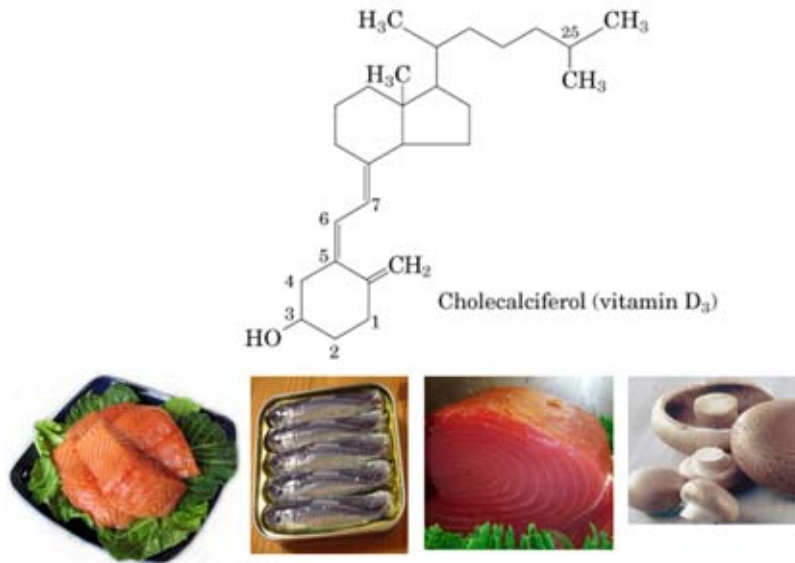 H₃C
25
CH₃
H₃C
CH₃
7
6
5
CH₂
4
Cholecalciferol (vitamin D₃)
3
1
HO
2